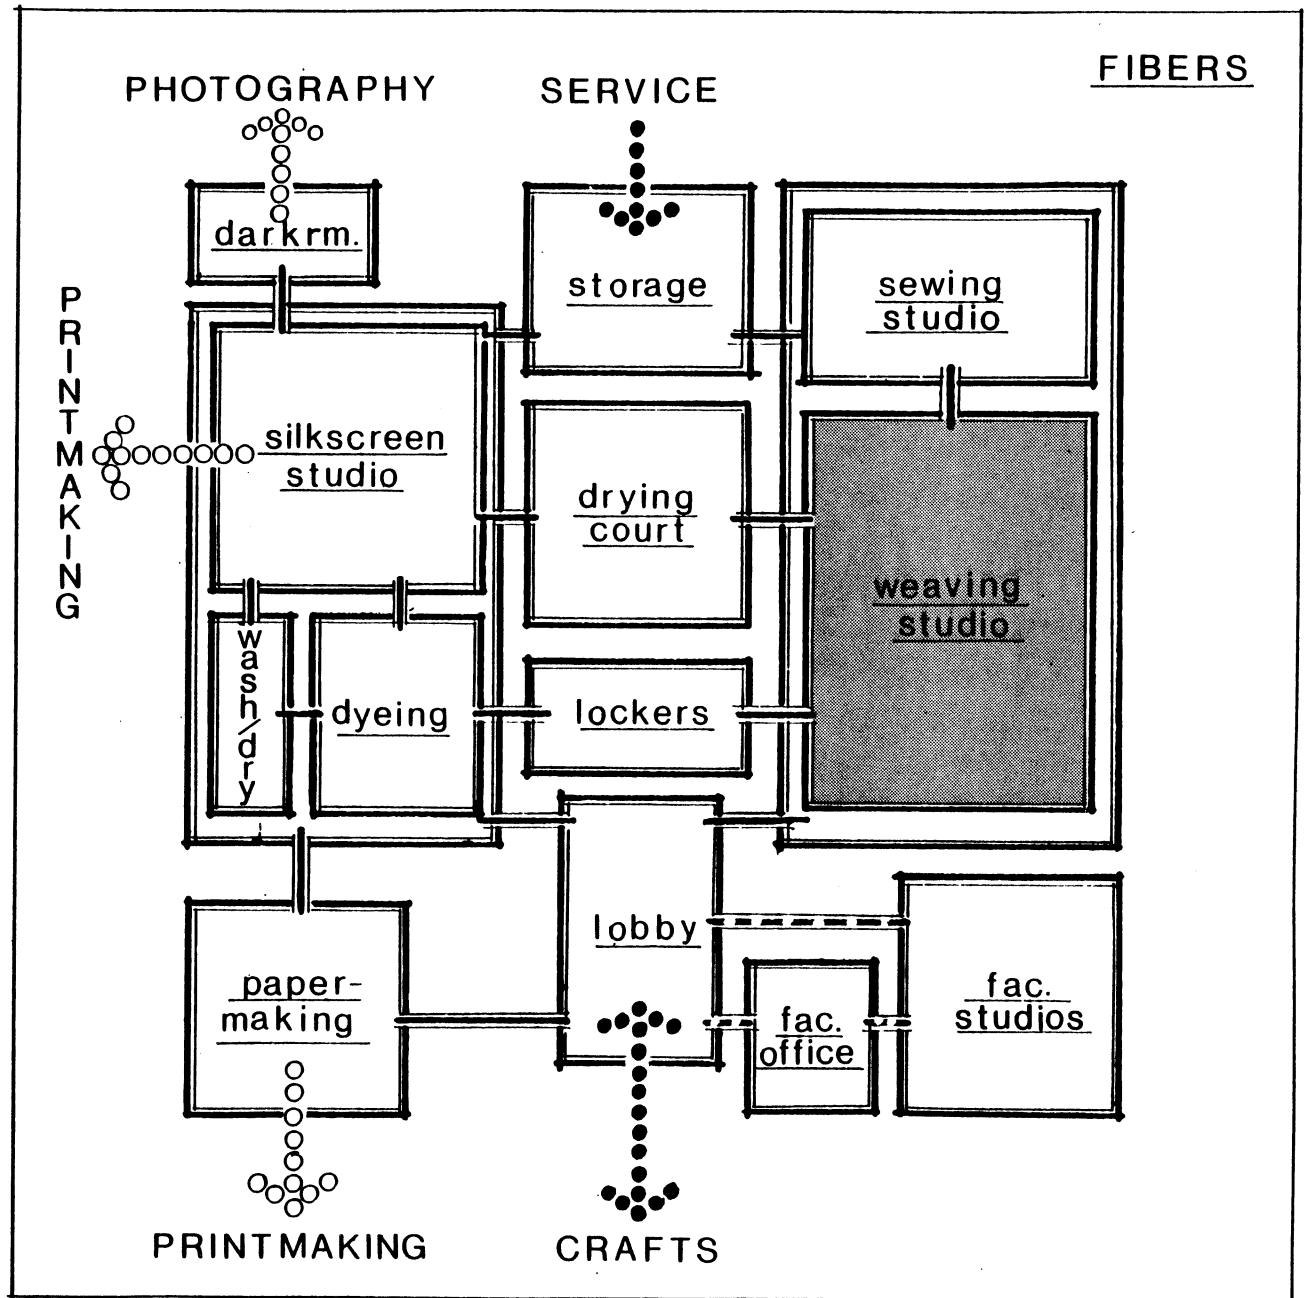 FIBERS
PHOTOGRAPHY
SERVICE
darkrm.
storage
sewing
studio
PRINTMAKING
silkscreen
studio
drying
court
weaving
studio
wash/dry
dyeing
lockers
lobby
paper-
making
fac.
office
fac.
studios
PRINTMAKING
CRAFTS